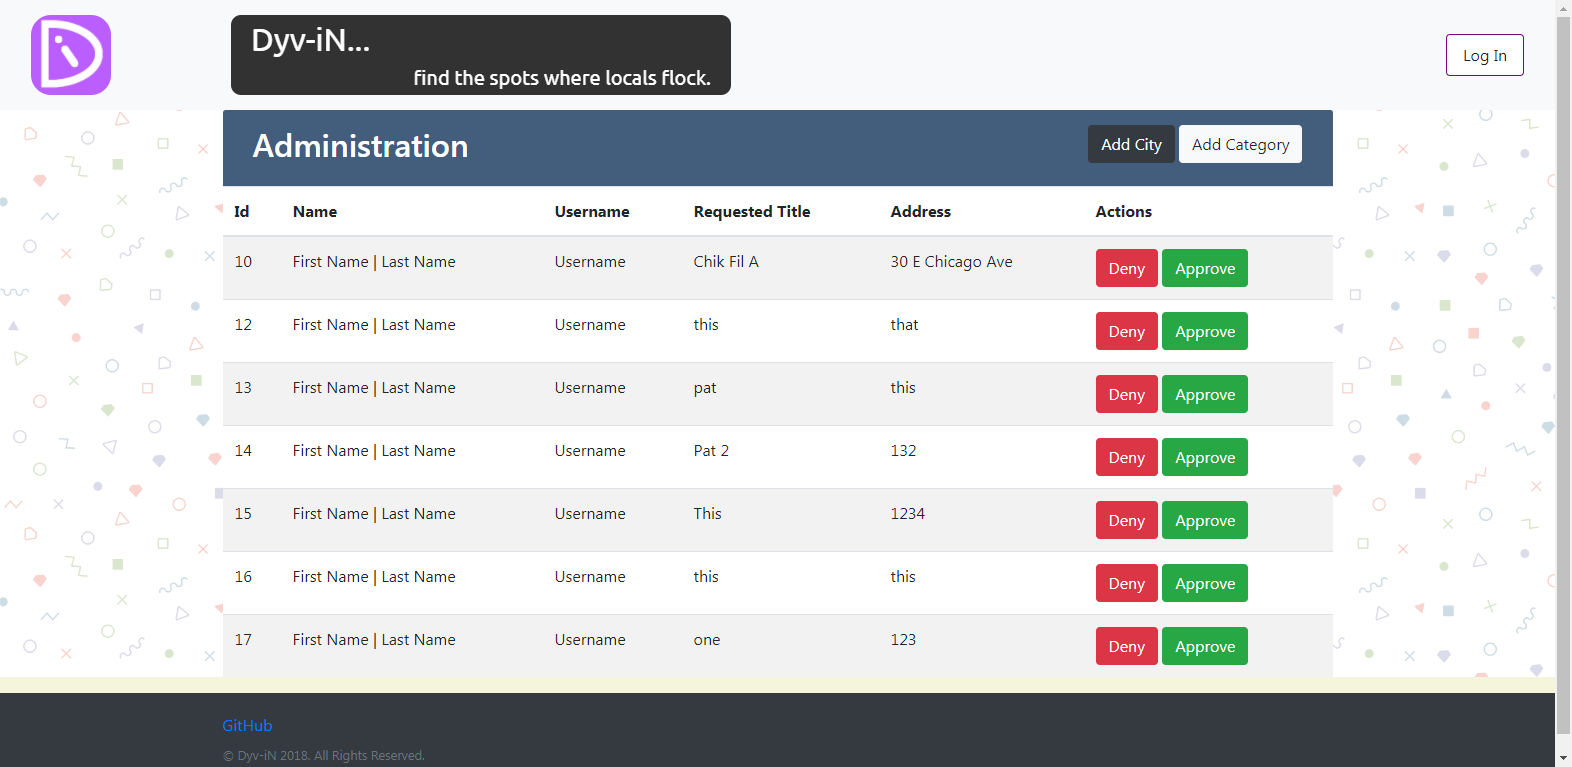 Dyv-iN...
find the spots where locals flock.
Log In
Administration
Add City Add Category
Id Name Username Requested Title Address Actions
10 First Name | Last Name Username Chik Fil A 30 E Chicago Ave Deny Approve
12 First Name | Last Name Username this that Deny Approve
13 First Name | Last Name Username pat this Deny Approve
14 First Name | Last Name Username Pat 2 132 Deny Approve
15 First Name | Last Name Username This 1234 Deny Approve
16 First Name | Last Name Username this this Deny Approve
17 First Name | Last Name Username one 123 Deny Approve
GitHub
© Dyv-iN 2018. All Rights Reserved.